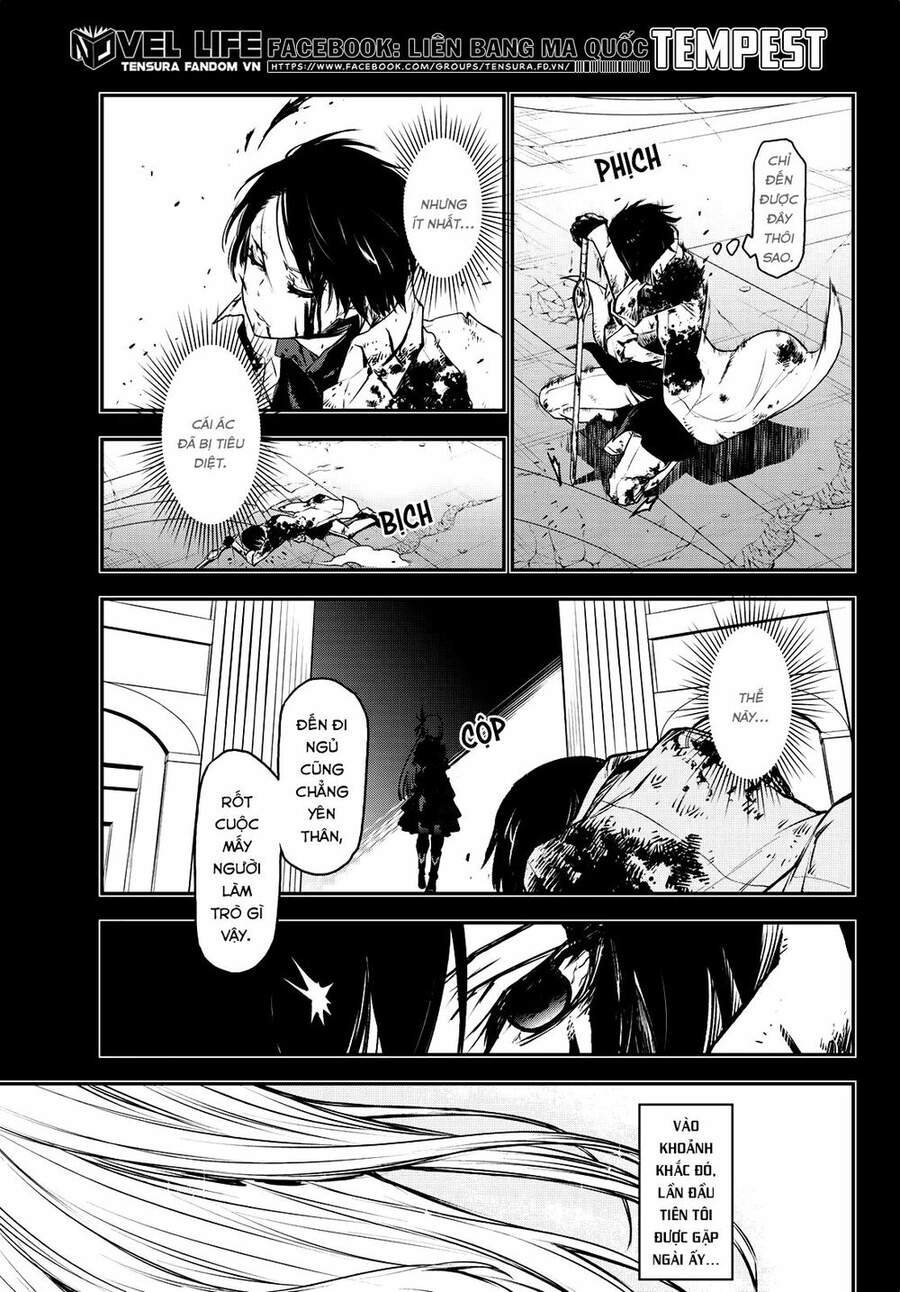 NOVEL LIFE
TENSURA FANDOM VN
FACEBOOK: LIÊN BANG MA QUỐC
HTTPS://WWW.FACEBOOK.COM/GROUPS/TENSURA.FD.VN/
TEMPEST
PHỊCH
CHỈ
ĐẾN
ĐƯỢC
ĐÂY
THÔI
SAO.
NHƯNG
ÍT NHẤT...
CÁI ÁC
ĐÃ BỊ TIÊU
DIỆT.
BỊCH
THẾ
NÀY...
CỘP
ĐẾN ĐI
NGỦ
CŨNG
CHẲNG
YÊN
THÂN,
RỐT
CUỘC
MẤY
NGƯỜI
LÀM
TRÒ GÌ
VẬY.
VÀO
KHOẢNH
KHẮC ĐÓ,
LẦN ĐẦU
TIÊN TÔI
ĐƯỢC GẶP
NGÀI ẤY...